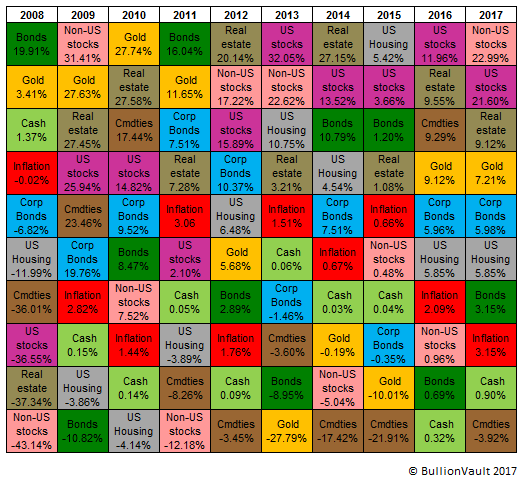 2008 2009 2010 2011 2012 2013 2014 2015 2016 2017
Bonds 19.91% Non-US stocks 31.41% Gold 27.74% Bonds 16.04% Real estate 20.14% US stocks 32.05% Real estate 27.15% US Housing 5.42% US stocks 11.96% Non-US stocks 22.99%
Gold 3.41% Gold 27.63% Real estate 27.58% Gold 11.65% Non-US stocks 17.22% Non-US stocks 22.62% US stocks 13.52% US stocks 3.66% Real estate 9.55% US stocks 21.60%
Cash 1.37% Real estate 27.45% Cmdties 17.44% Corp Bonds 7.51% US stocks 15.89% US Housing 10.75% Bonds 10.79% Bonds 1.20% Cmdties 9.29% Real estate 9.12%
Inflation -0.02% US stocks 25.94% US stocks 14.82% Real estate 7.28% Corp Bonds 10.37% Real estate 3.21% US Housing 4.54% Real estate 1.08% Gold 9.12% Gold 7.21%
Corp Bonds -6.82% Cmdties 23.46% Corp Bonds 9.52% Inflation 3.06 US Housing 6.48% Inflation 1.51% Corp Bonds 7.51% Inflation 0.66% Corp Bonds 5.96% Corp Bonds 5.98%
US Housing -11.99% Corp Bonds 19.76% Bonds 8.47% US stocks 2.10% Gold 5.68% Cash 0.06% Inflation 0.67% Non-US stocks 0.48% US Housing 5.85% US Housing 5.85%
Cmdties -36.01% Inflation 2.82% Non-US stocks 7.52% Cash 0.05% Bonds 2.89% Corp Bonds -1.46% Cash 0.03% Cash 0.04% Inflation 2.09% Bonds 3.15%
US stocks -36.55% Cash 0.15% Inflation 1.44% US Housing -3.89% Inflation 1.76% Cmdties -3.60% Gold -0.19% Corp Bonds -0.35% Non-US stocks 0.96% Inflation 3.15%
Real estate -37.34% US Housing -3.86% Cash 0.14% Cmdties -8.26% Cash 0.09% Bonds -8.95% Non-US stocks -5.04% Gold -10.01% Bonds 0.69% Cash 0.90%
Non-US stocks -43.14% Bonds -10.82% US Housing -4.14% Non-US stocks -12.18% Cmdties -3.45% Gold -27.79% Cmdties -17.42% Cmdties -21.91% Cash 0.32% Cmdties -3.92%
© BullionVault 2017